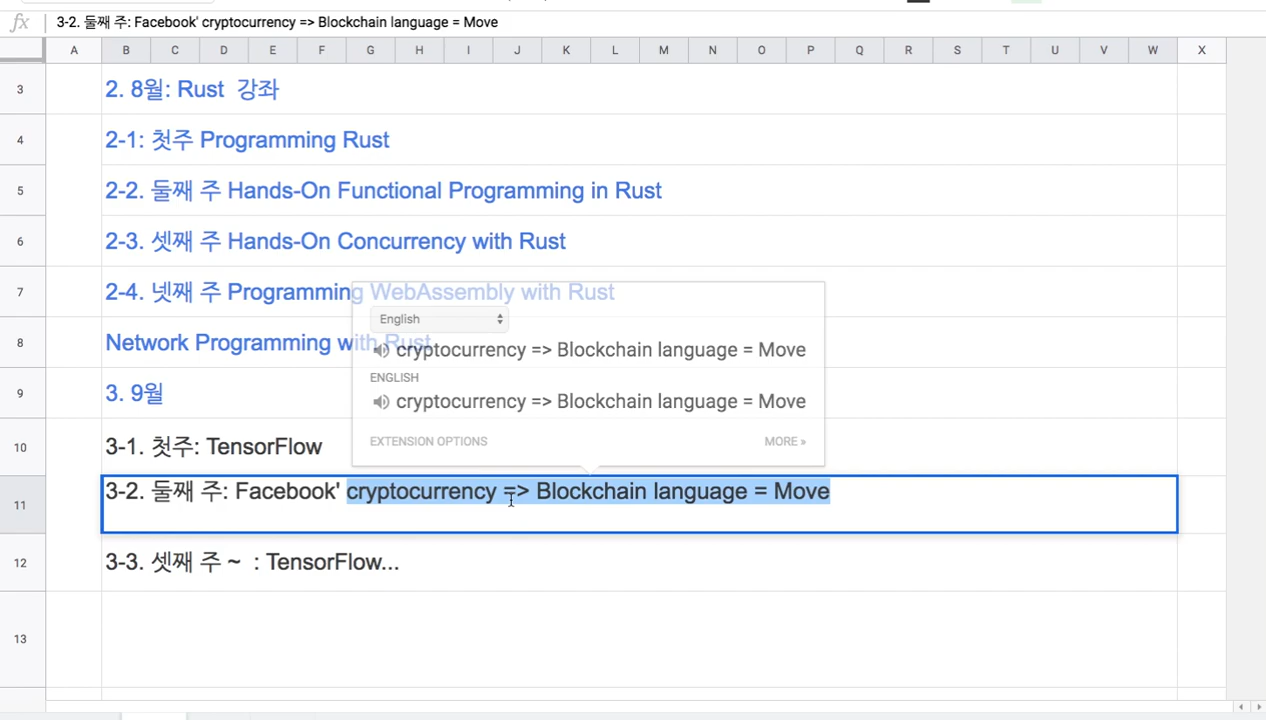 fx 3-2. 둘째 주: Facebook' cryptocurrency => Blockchain language = Move
A B C D E F G H I J K L M N O P Q R S T U V W X
3 2. 8월: Rust 강좌
4 2-1: 첫주 Programming Rust
5 2-2. 둘째 주 Hands-On Functional Programming in Rust
6 2-3. 셋째 주 Hands-On Concurrency with Rust
7 2-4. 넷째 주 Programming WebAssembly with Rust
English
8 Network Programming with Rust
cryptocurrency => Blockchain language = Move
ENGLISH
9 3. 9월
cryptocurrency => Blockchain language = Move
EXTENSION OPTIONS MORE »
10 3-1. 첫주: TensorFlow
11 3-2. 둘째 주: Facebook' cryptocurrency => Blockchain language = Move
12 3-3. 셋째 주 ~ : TensorFlow...
13